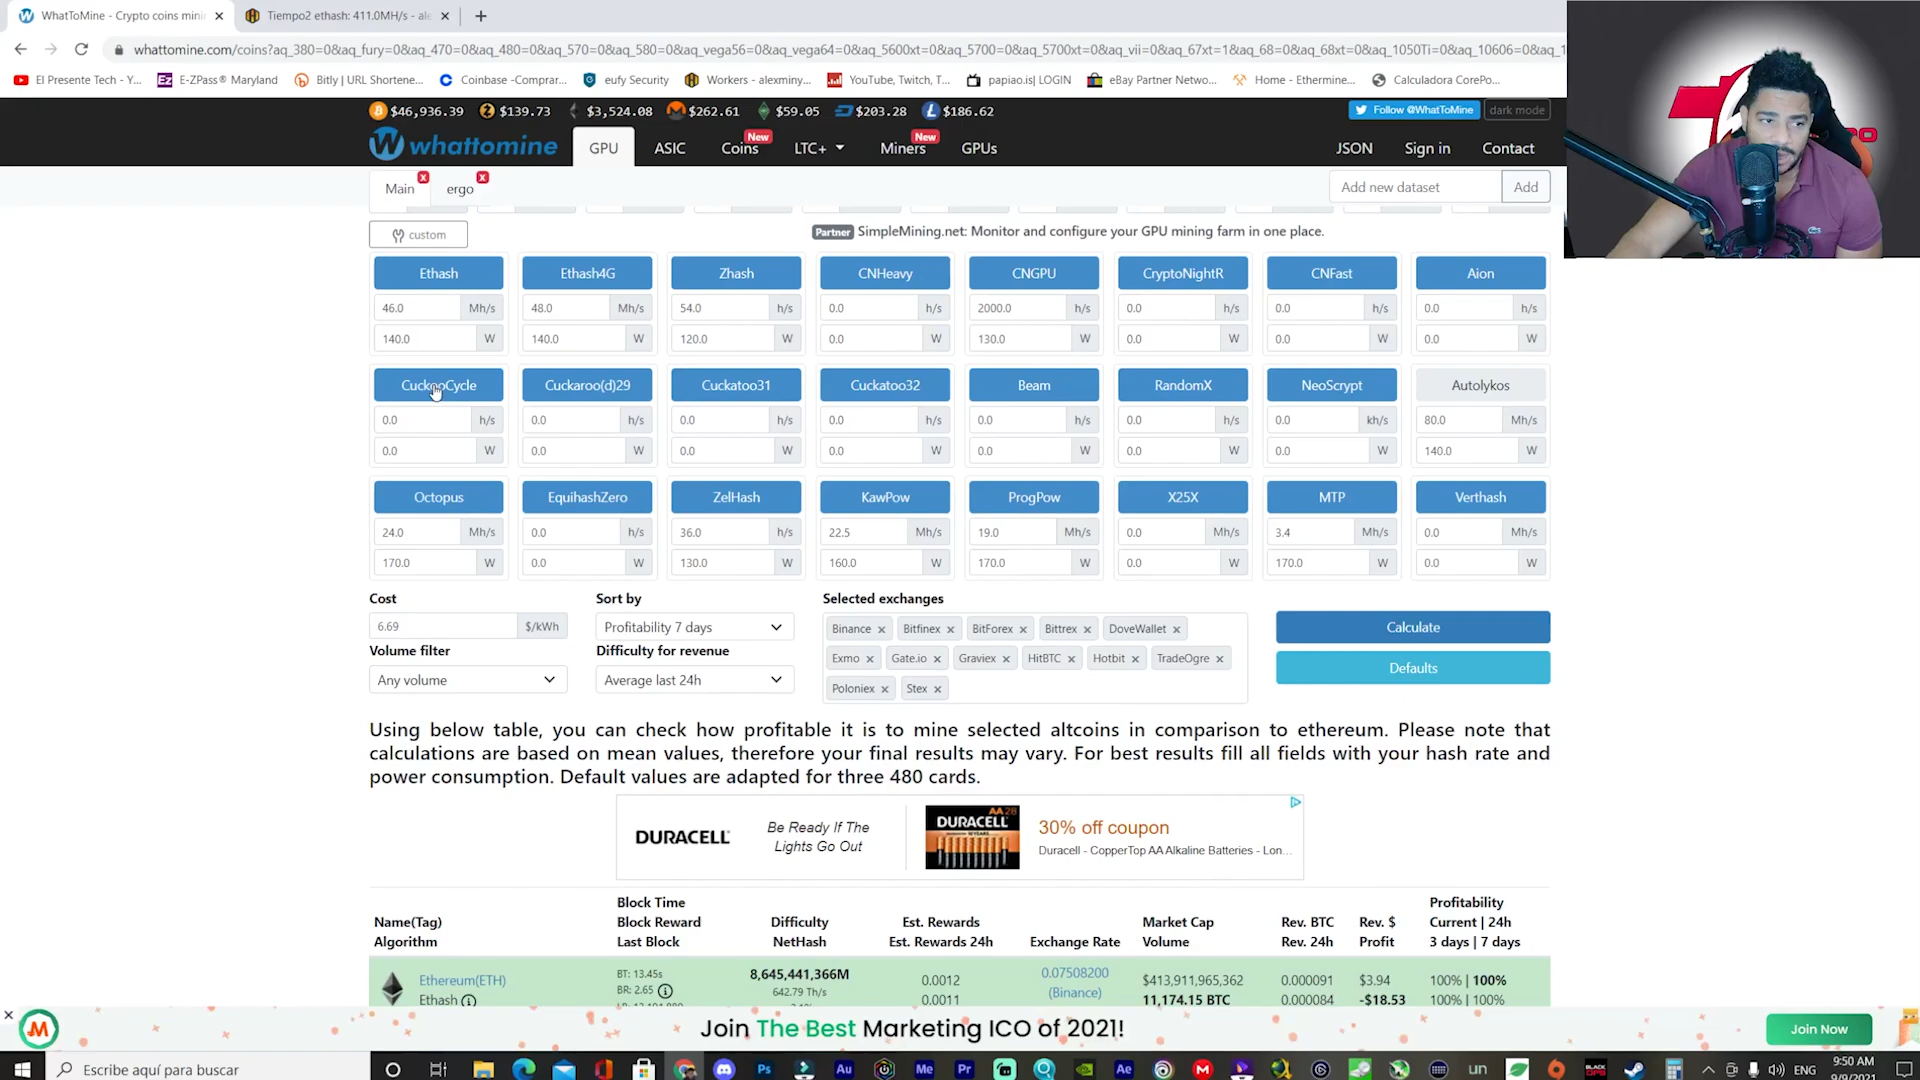 WhatToMine - Crypto coins mini
Tiempo2 ethash: 411.0MH/s - ale
whattomine.com/coins?aq_380=0&aq_fury=0&aq_470=0&aq_480=0&aq_570=0&aq_580=0&aq_vega56=0&aq_vega64=0&aq_5600xt=0&aq_5700=0&aq_5700xt=0&aq_vii=0&aq_67xt=1&aq_68=0&aq_68xt=0&aq_1050Ti=0&aq_10606=0&aq_1
El Presente Tech - Y... E-ZPass® Maryland Bitly | URL Shortene... Coinbase -Comprar... eufy Security Workers - alexminy... YouTube, Twitch, T... papiao.is| LOGIN eBay Partner Netwo... Home - Ethermine... Calculadora CorePo...
$46,936.39 $139.73 $3,524.08 $262.61 $59.05 $203.28 $186.62 Follow @WhatToMine dark mode
whattomine GPU ASIC Coins New LTC+ Miners New GPUs JSON Sign in Contact
Main x ergo x Add new dataset Add
custom Partner SimpleMining.net: Monitor and configure your GPU mining farm in one place.
Ethash Ethash4G Zhash CNHeavy CNGPU CryptoNightR CNFast Aion
46.0 Mh/s 48.0 Mh/s 54.0 h/s 0.0 h/s 2000.0 h/s 0.0 h/s 0.0 h/s 0.0 h/s
140.0 W 140.0 W 120.0 W 0.0 W 130.0 W 0.0 W 0.0 W 0.0 W
CuckooCycle Cuckaroo(d)29 Cuckatoo31 Cuckatoo32 Beam RandomX NeoScrypt Autolykos
0.0 h/s 0.0 h/s 0.0 h/s 0.0 h/s 0.0 h/s 0.0 h/s 0.0 kh/s 80.0 Mh/s
0.0 W 0.0 W 0.0 W 0.0 W 0.0 W 0.0 W 0.0 W 140.0 W
Octopus EquihashZero ZelHash KawPow ProgPow X25X MTP Verthash
24.0 Mh/s 0.0 h/s 36.0 h/s 22.5 Mh/s 19.0 Mh/s 0.0 Mh/s 3.4 Mh/s 0.0 Mh/s
170.0 W 0.0 W 130.0 W 160.0 W 170.0 W 0.0 W 170.0 W 0.0 W
Cost Sort by Selected exchanges
6.69 $/kWh Profitability 7 days Binance × Bitfinex × BitForex × Bittrex × DoveWallet × Calculate
Volume filter Difficulty for revenue Exmo × Gate.io × Graviex × HitBTC × Hotbit × TradeOgre × Defaults
Any volume Average last 24h Poloniex × Stex ×
Using below table, you can check how profitable it is to mine selected altcoins in comparison to ethereum. Please note that
calculations are based on mean values, therefore your final results may vary. For best results fill all fields with your hash rate and
power consumption. Default values are adapted for three 480 cards.
DURACELL Be Ready If The
Lights Go Out
DURACELL
30% off coupon
Duracell - CopperTop AA Alkaline Batteries - Lon...
Block Time Profitability
Name(Tag) Block Reward Difficulty Est. Rewards Market Cap Rev. BTC Rev. $ Current | 24h
Algorithm Last Block NetHash Est. Rewards 24h Exchange Rate Volume Rev. 24h Profit 3 days | 7 days
Ethereum(ETH) BT: 13.45s 8,645,441,366M 0.0012 0.07508200 $413,911,965,362 0.000091 $3.94 100% | 100%
Ethash BR: 2.65 642.79 Th/s 0.0011 (Binance) 11,174.15 BTC 0.000084 -$18.53 100% | 100%
Join The Best Marketing ICO of 2021! Join Now
Escribe aquí para buscar ENG 9:50 AM